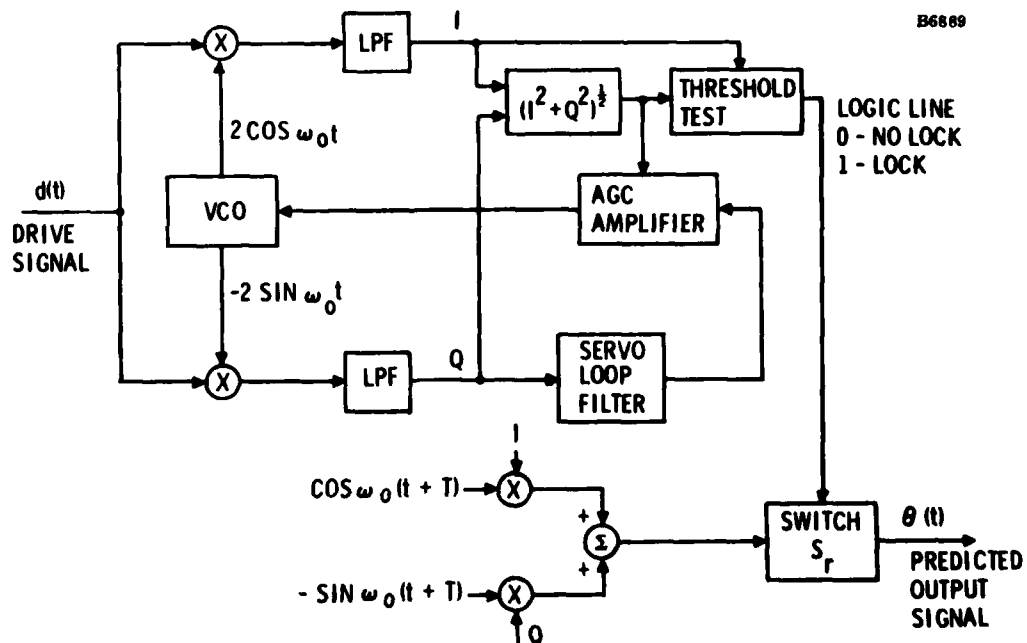 B6889
I
LPF
X
(I² + Q²)^½
THRESHOLD
TEST
LOGIC LINE
0 - NO LOCK
1 - LOCK
2 COS ω₀t
d(t)
DRIVE
SIGNAL
VCO
AGC
AMPLIFIER
-2 SIN ω₀t
X
LPF
Q
SERVO
LOOP
FILTER
I
COS ω₀(t + T)
X
+
Σ
+
SWITCH
Sᵣ
θ(t)
PREDICTED
OUTPUT
SIGNAL
- SIN ω₀(t + T)
X
Q